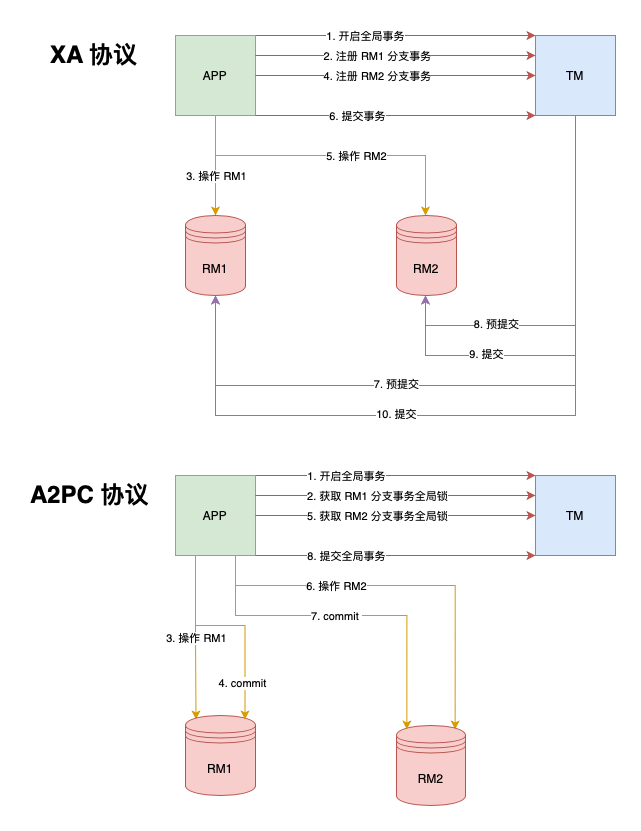 XA 协议
APP
TM
1. 开启全局事务
2. 注册 RM1 分支事务
4. 注册 RM2 分支事务
6. 提交事务
5. 操作 RM2
3. 操作 RM1
RM1
RM2
8. 预提交
9. 提交
7. 预提交
10. 提交
A2PC 协议
APP
TM
1. 开启全局事务
2. 获取 RM1 分支事务全局锁
5. 获取 RM2 分支事务全局锁
8. 提交全局事务
6. 操作 RM2
7. commit
3. 操作 RM1
4. commit
RM1
RM2